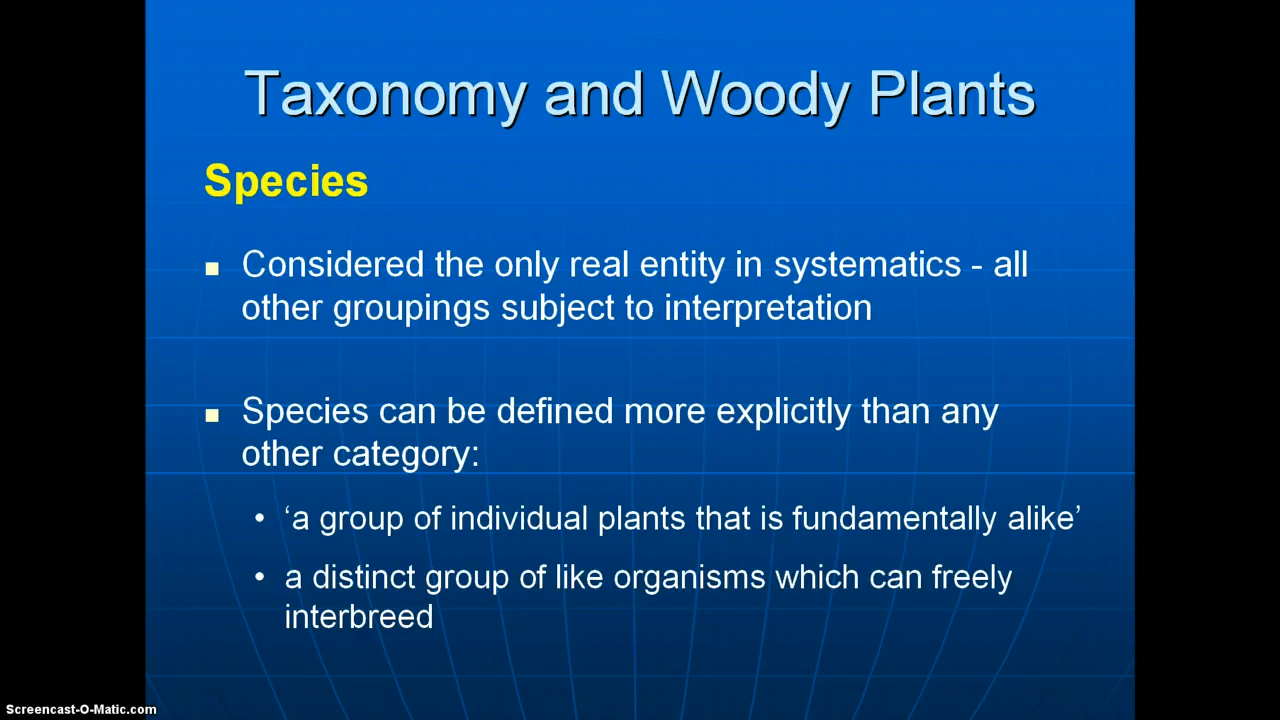 Taxonomy and Woody Plants
Species
■ Considered the only real entity in systematics - all
other groupings subject to interpretation
■ Species can be defined more explicitly than any
other category:
• ‘a group of individual plants that is fundamentally alike’
• a distinct group of like organisms which can freely
interbreed
Screencast-O-Matic.com